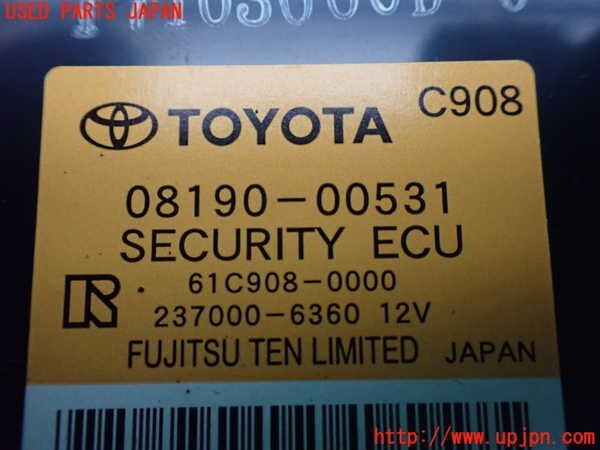 USED PARTS JAPAN
TOYOTA C908
08190-00531
SECURITY ECU
61C908-0000
R 237000-6360 12V
FUJITSU TEN LIMITED JAPAN
http://www.upjpn.com/